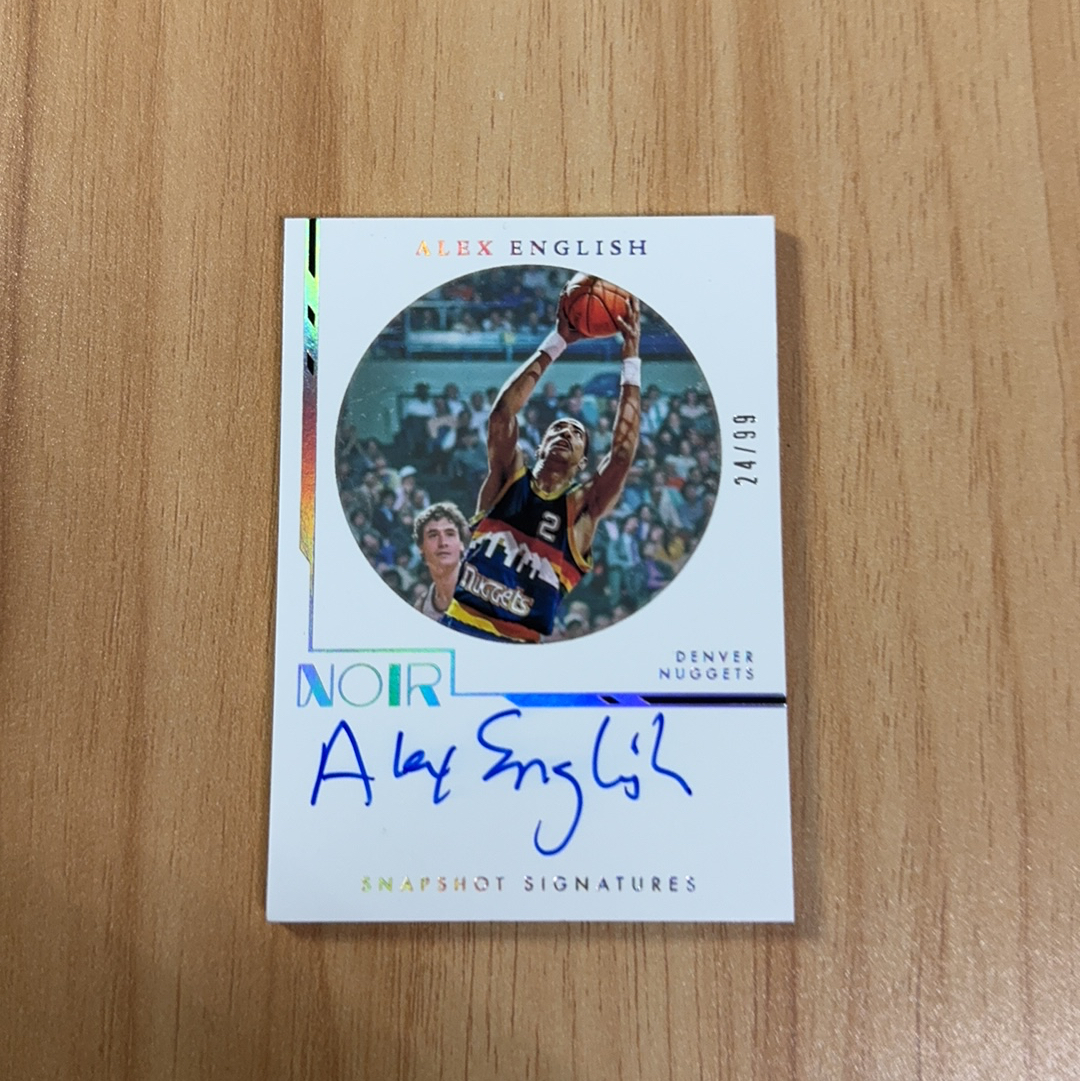 ALEX ENGLISH
24/99
2
Nuggets
NOIR
DENVER
NUGGETS
Alex English
SNAPSHOT SIGNATURES